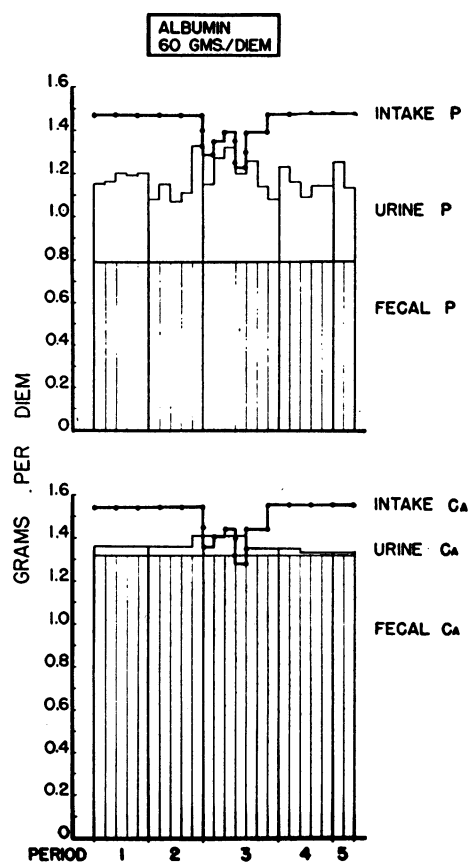 ALBUMIN
60 GMS./DIEM
1.6
1.4
1.2
1.0
0.8
0.6
0.4
0.2
0
INTAKE P
URINE P
FECAL P
GRAMS PER DIEM
1.6
1.4
1.2
1.0
0.8
0.6
0.4
0.2
0
INTAKE CA
URINE CA
FECAL CA
PERIOD 1 2 3 4 5